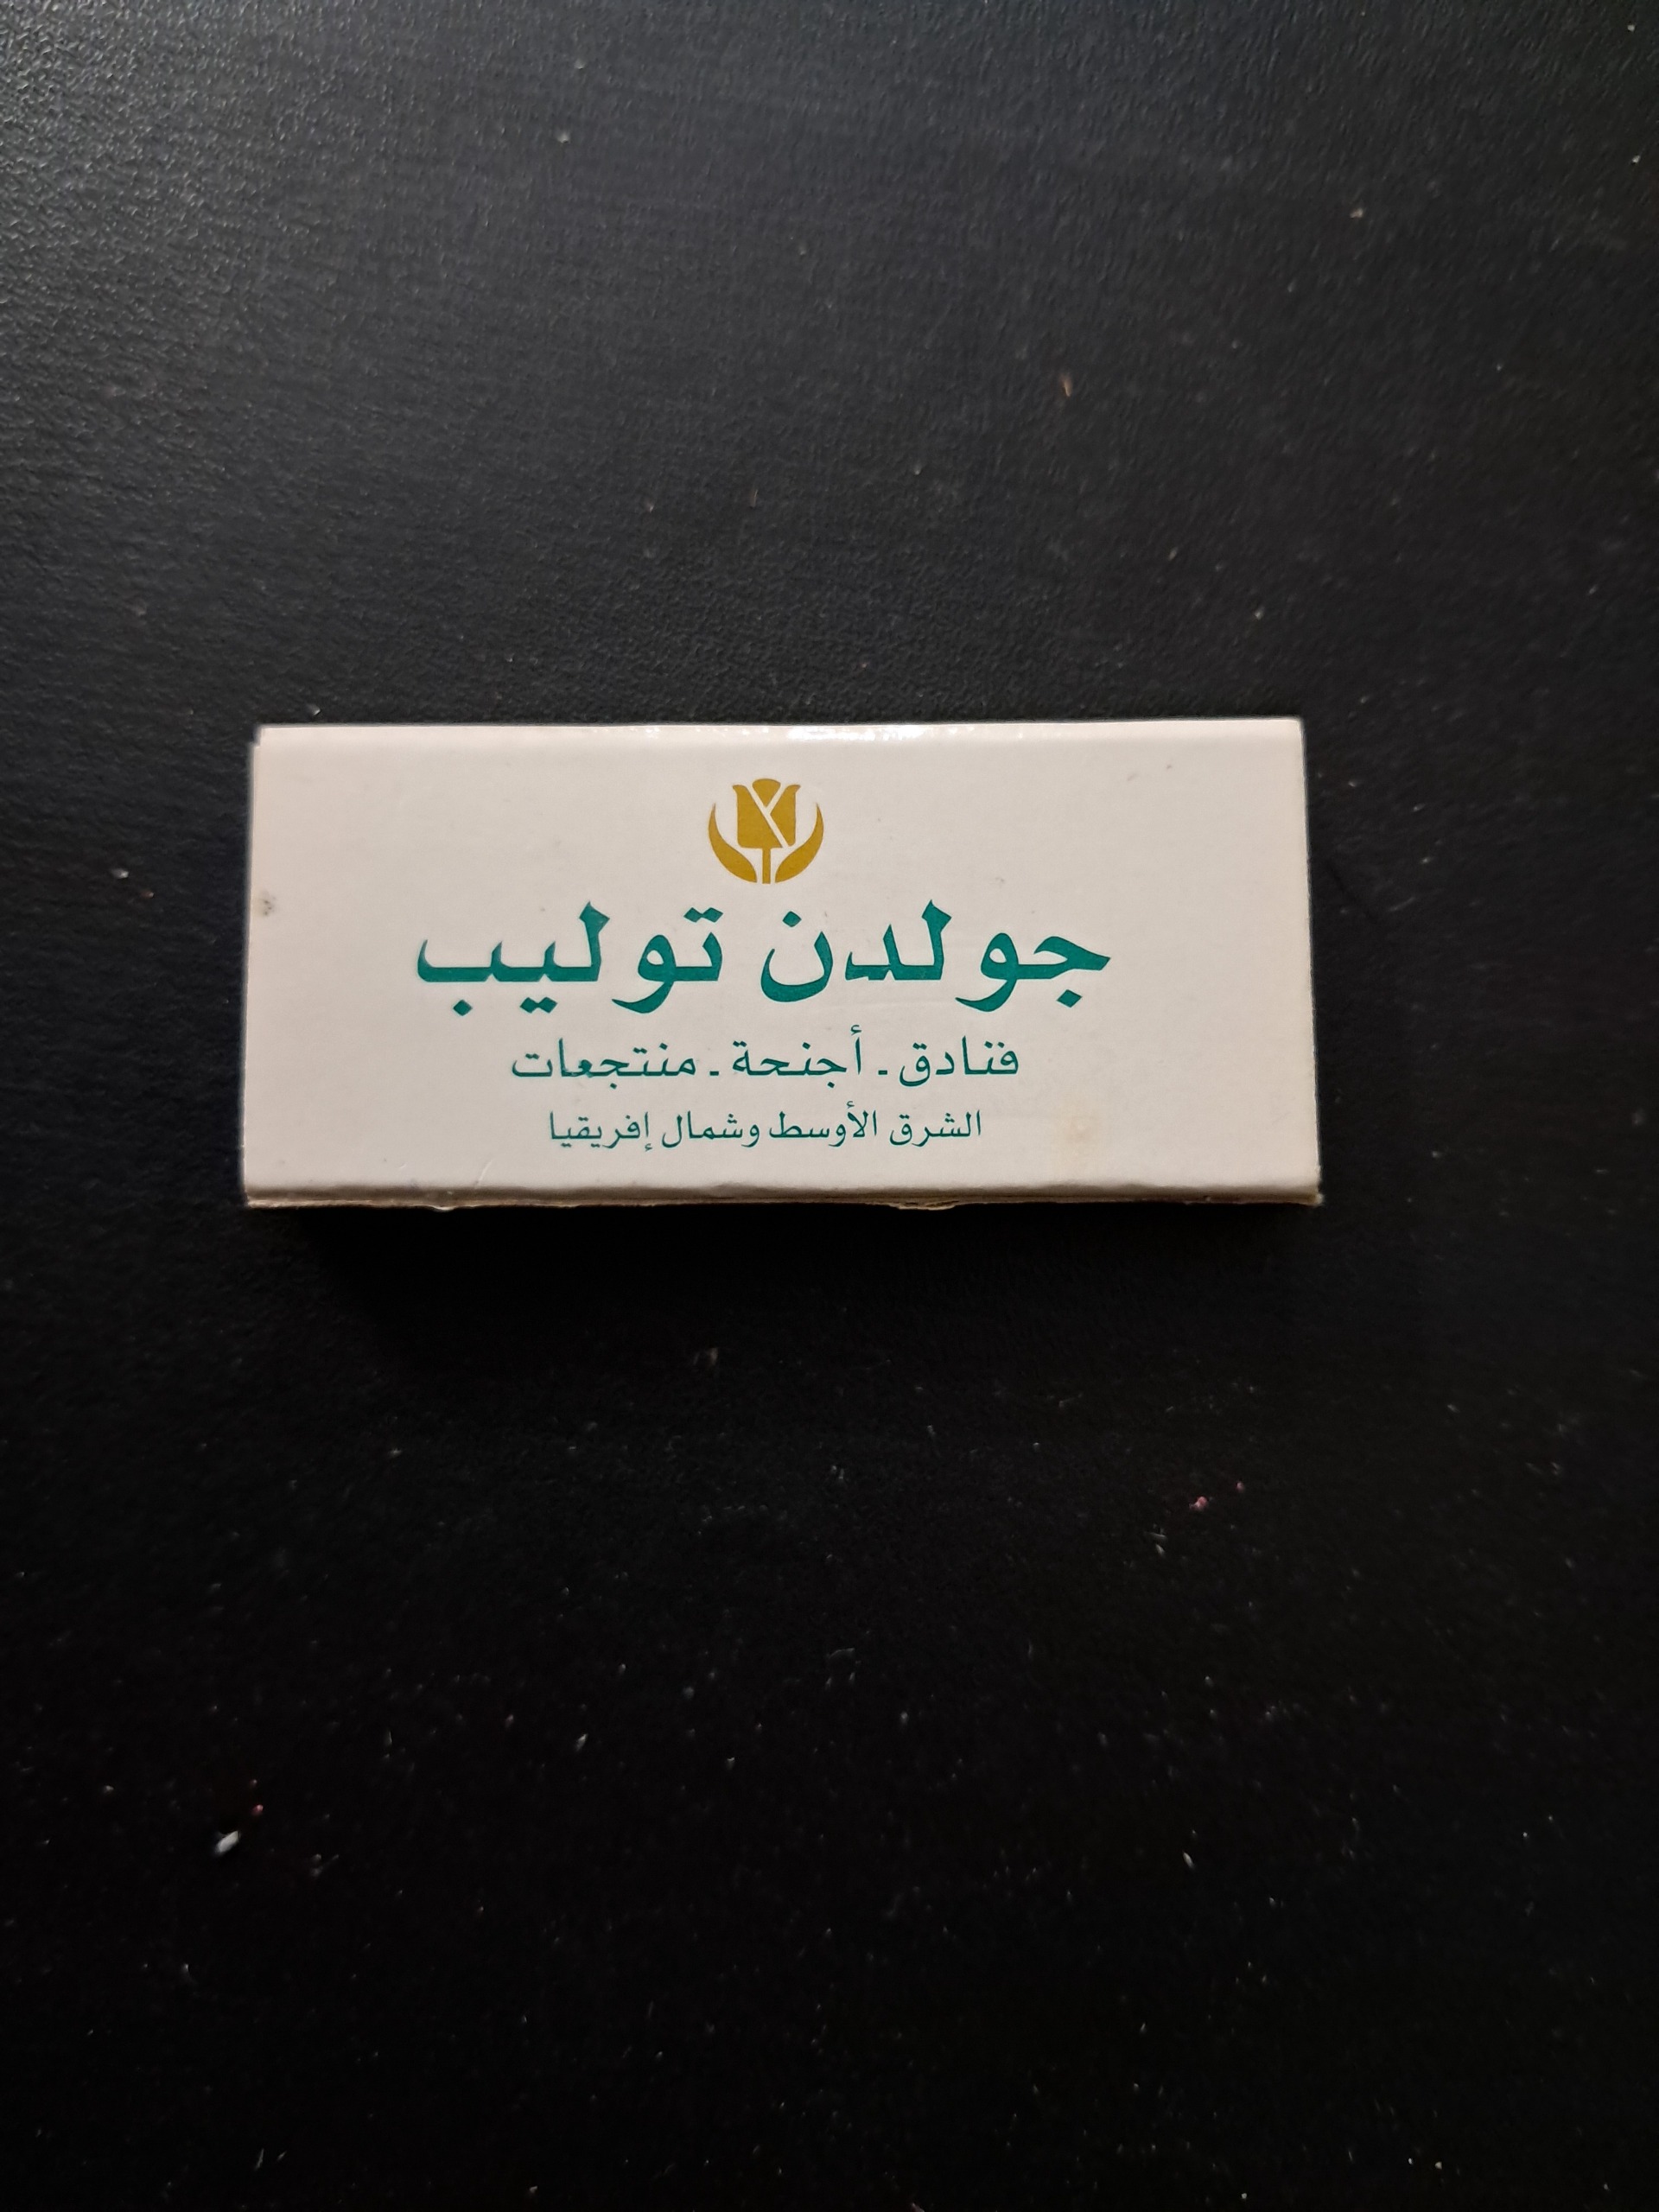 جولدن توليب
فنادق - أجنحة - منتجعات
الشرق الأوسط وشمال إفريقيا